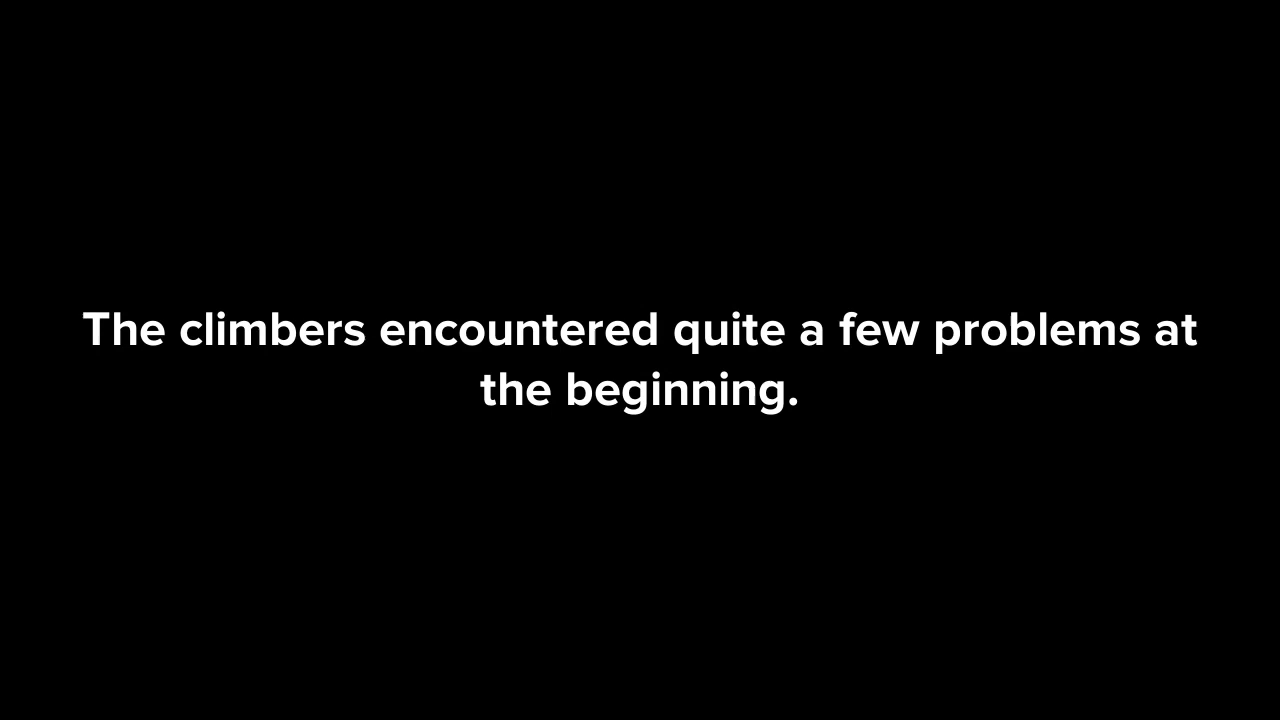 The climbers encountered quite a few problems at
the beginning.